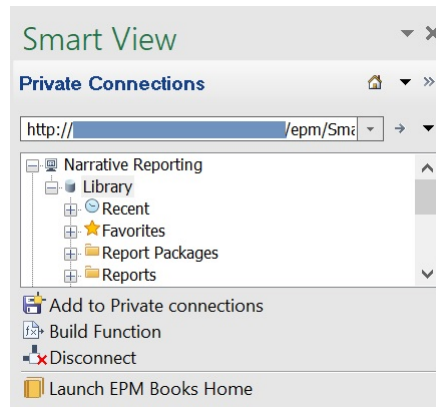 Smart View
Private Connections
http:// /epm/Sma
Narrative Reporting
Library
Recent
Favorites
Report Packages
Reports
Add to Private connections
Build Function
Disconnect
Launch EPM Books Home